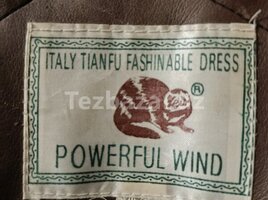 ITALY TIANFU FASHINABLE DRESS
®
Tezbazar.az
POWERFUL WIND